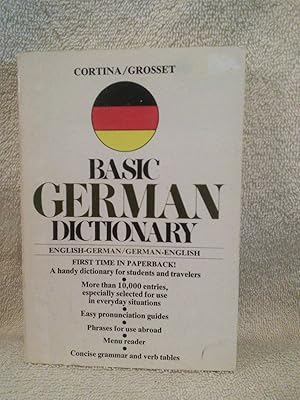 CORTINA/GROSSET
BASIC
GERMAN
DICTIONARY
ENGLISH-GERMAN/GERMAN-ENGLISH
FIRST TIME IN PAPERBACK!
A handy dictionary for students and travelers
•
More than 10,000 entries,
especially selected for use
in everyday situations
•
Easy pronunciation guides
•
Phrases for use abroad
•
Menu reader
•
Concise grammar and verb tables